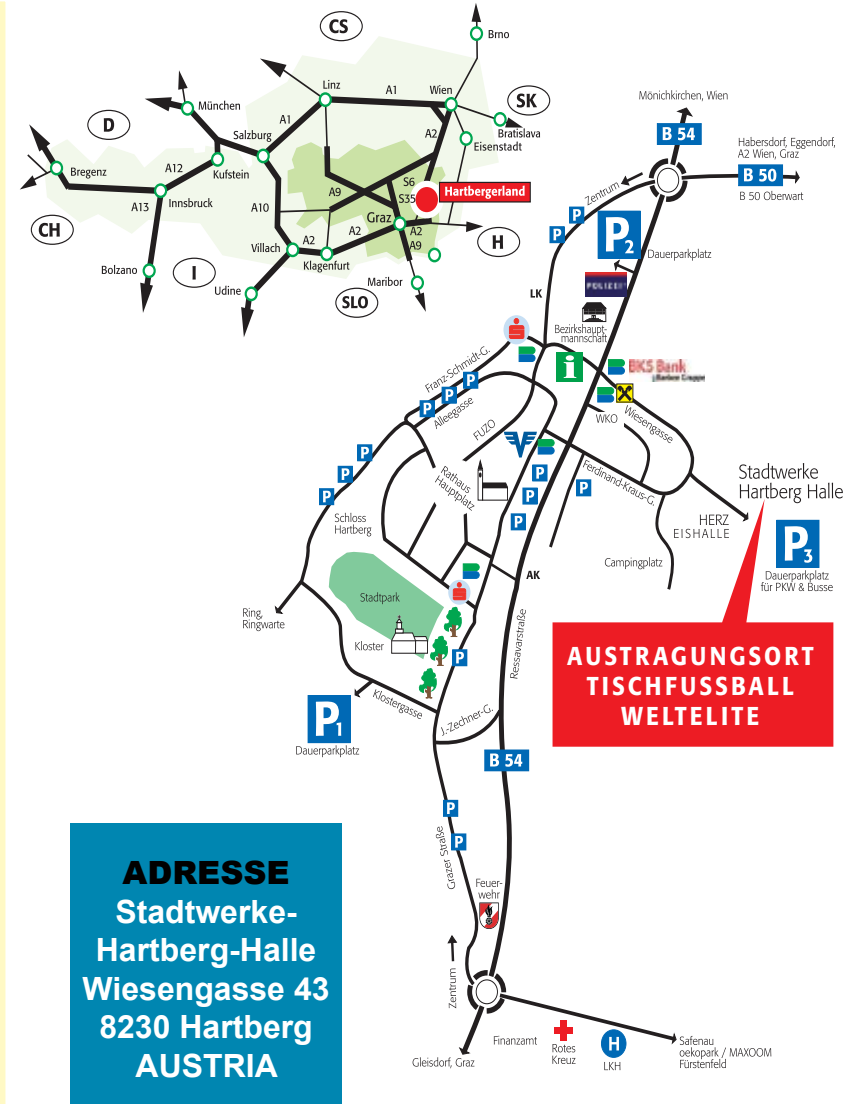 CS
Brno
Linz
A1
Wien
SK
München
D
A1
A2
Bratislava
Salzburg
Eisenstadt
Bregenz
A12
Kufstein
A9
S6
S35
Hartbergerland
A13
Innsbruck
A10
Graz
CH
Villach
A2
A2
A2
A9
H
Klagenfurt
Bolzano
I
Udine
SLO
Maribor
Mönichkirchen, Wien
B 54
Habersdorf, Eggendorf,
A2 Wien, Graz
B 50
B 50 Oberwart
Zentrum
P
P
P2
Dauerparkplatz
POLIZEI
LK
Bezirkshaupt-
mannschaft
S
i
BKS Bank
Franz-Schmidt-G.
P
P
P
Alleegasse
WKO
Wiesengasse
FUZO
P
P
P
Rathaus
Hauptplatz
P
P
P
P
Ferdinand-Kraus-G.
Stadtwerke
Hartberg Halle
Schloss
Hartberg
HERZ
EISHALLE
P3
Dauerparkplatz
für PKW & Busse
Campingplatz
AK
S
Stadtpark
Ring,
Ringwarte
Kloster
P
Ressavarstraße
AUSTRAGUNGSORT
TISCHFUSSBALL
WELTELITE
Klostergasse
P1
Dauerparkplatz
J.-Zechner-G.
B 54
P
P
Grazer Straße
ADRESSE
Stadtwerke-
Hartberg-Halle
Wiesengasse 43
8230 Hartberg
AUSTRIA
Feuer-
wehr
Zentrum
Gleisdorf, Graz
Finanzamt
Rotes
Kreuz
H
LKH
Safenau
oekopark / MAXOOM
Fürstenfeld